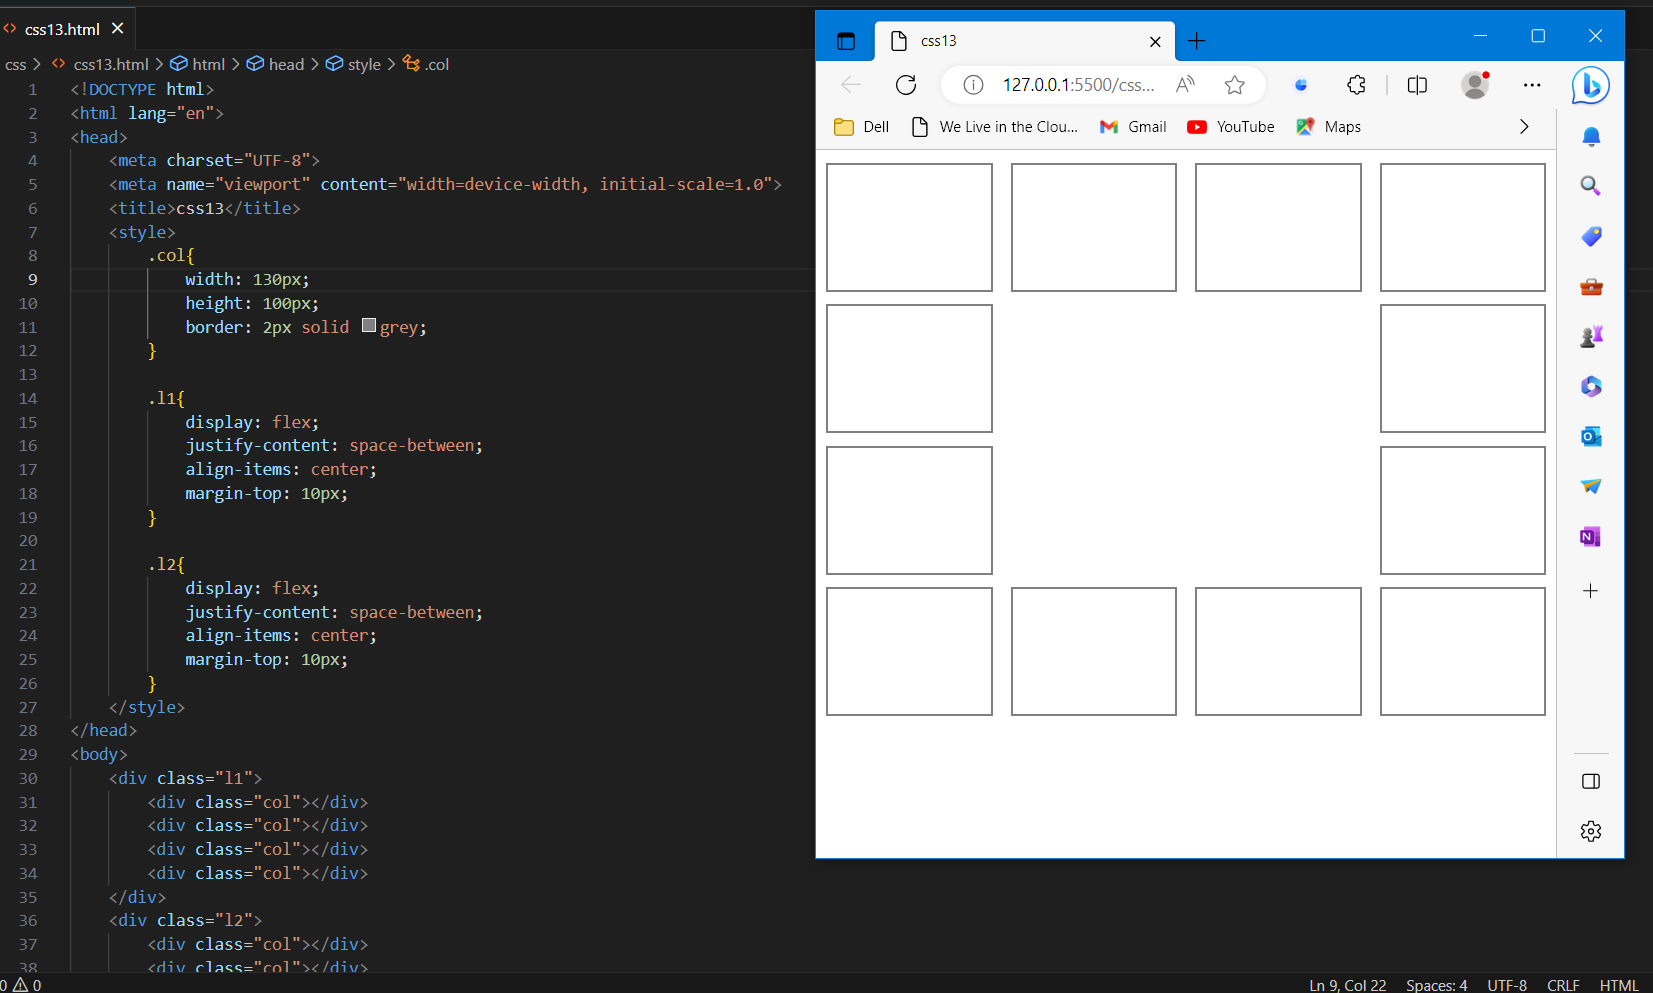 css13.html
css > css13.html > html > head > style > .col
1 <!DOCTYPE html>
2 <html lang="en">
3 <head>
4 <meta charset="UTF-8">
5 <meta name="viewport" content="width=device-width, initial-scale=1.0">
6 <title>css13</title>
7 <style>
8 .col{
9 width: 130px;
10 height: 100px;
11 border: 2px solid grey;
12 }
13
14 .l1{
15 display: flex;
16 justify-content: space-between;
17 align-items: center;
18 margin-top: 10px;
19 }
20
21 .l2{
22 display: flex;
23 justify-content: space-between;
24 align-items: center;
25 margin-top: 10px;
26 }
27 </style>
28 </head>
29 <body>
30 <div class="l1">
31 <div class="col"></div>
32 <div class="col"></div>
33 <div class="col"></div>
34 <div class="col"></div>
35 </div>
36 <div class="l2">
37 <div class="col"></div>
38 <div class="col"></div>
0 0
Ln 9, Col 22 Spaces: 4 UTF-8 CRLF HTML
css13
127.0.0.1:5500/css...
Dell We Live in the Clou... Gmail YouTube Maps